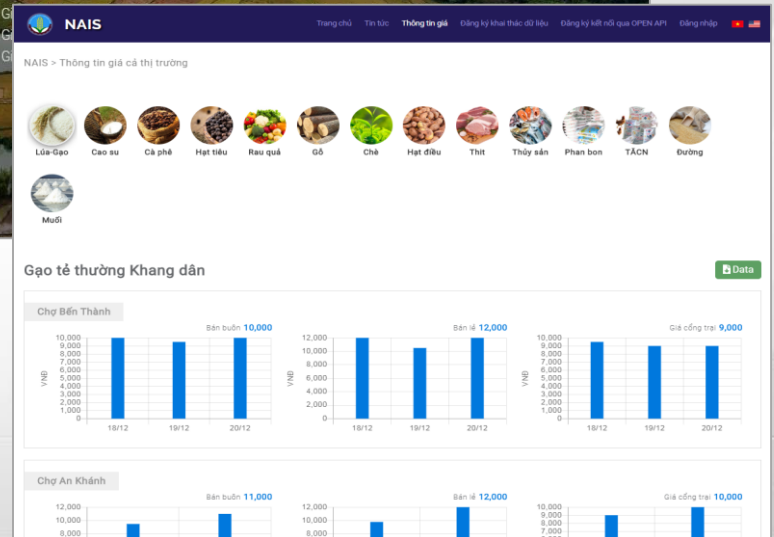 Gi
NAIS
Trang chủ Tin tức Thông tin giá Đăng ký khai thác dữ liệu Đăng ký kết nối qua OPEN API Đăng nhập
Gi
Gi
NAIS > Thông tin giá cả thị trường
Lúa-Gạo Cao su Cà phê Hạt tiêu Rau quả Gỗ Chè Hạt điều Thịt Thủy sản Phan bon TĂCN Đường
Muối
Gạo tẻ thường Khang dân
Data
Chợ Bến Thành
Bán buôn 10,000
10,000
9,000
8,000
7,000
6,000
5,000
4,000
3,000
2,000
1,000
0
VNĐ
18/12 19/12 20/12
Bán lẻ 12,000
12,000
10,000
8,000
6,000
4,000
2,000
0
VNĐ
18/12 19/12 20/12
Giá cổng trại 9,000
10,000
9,000
8,000
7,000
6,000
5,000
4,000
3,000
2,000
1,000
0
VNĐ
18/12 19/12 20/12
Chợ An Khánh
Bán buôn 11,000
12,000
10,000
8,000
Bán lẻ 12,000
12,000
10,000
8,000
Giá cổng trại 10,000
10,000
9,000
8,000
7,000